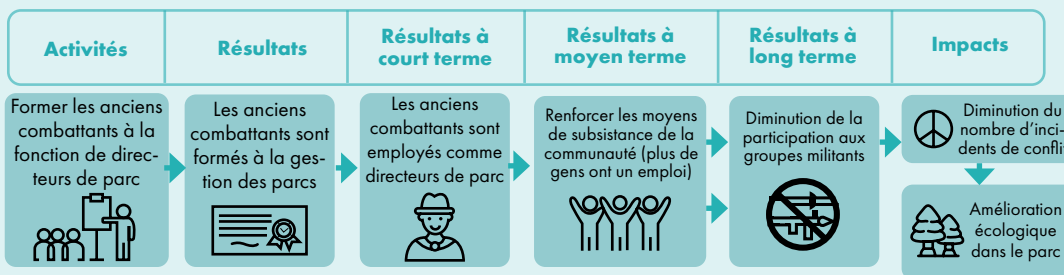 Activités
Résultats
Résultats à
court terme
Résultats à
moyen terme
Résultats à
long terme
Impacts
Former les anciens
combattants à la
fonction de direc-
teurs de parc
Les anciens
combattants sont
formés à la ges-
tion des parcs
Les anciens
combattants sont
employés comme
directeurs de parc
Renforcer les moyens
de subsistance de la
communauté (plus de
gens ont un emploi)
Diminution de la
participation aux
groupes militants
Diminution du
nombre d’inci-
dents de conflit
Amélioration
écologique
dans le parc